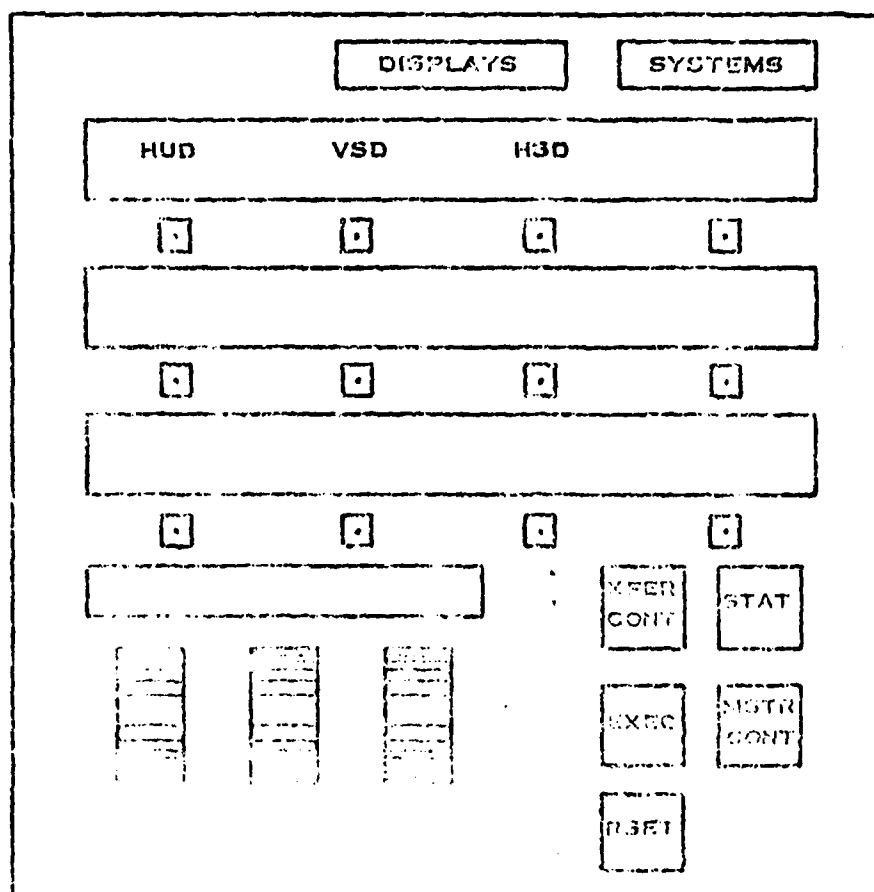 DISPLAYS SYSTEMS
HUD VSD HSD
XFER
CONT
STAT
EXEC
MSTR
CONT
RSET